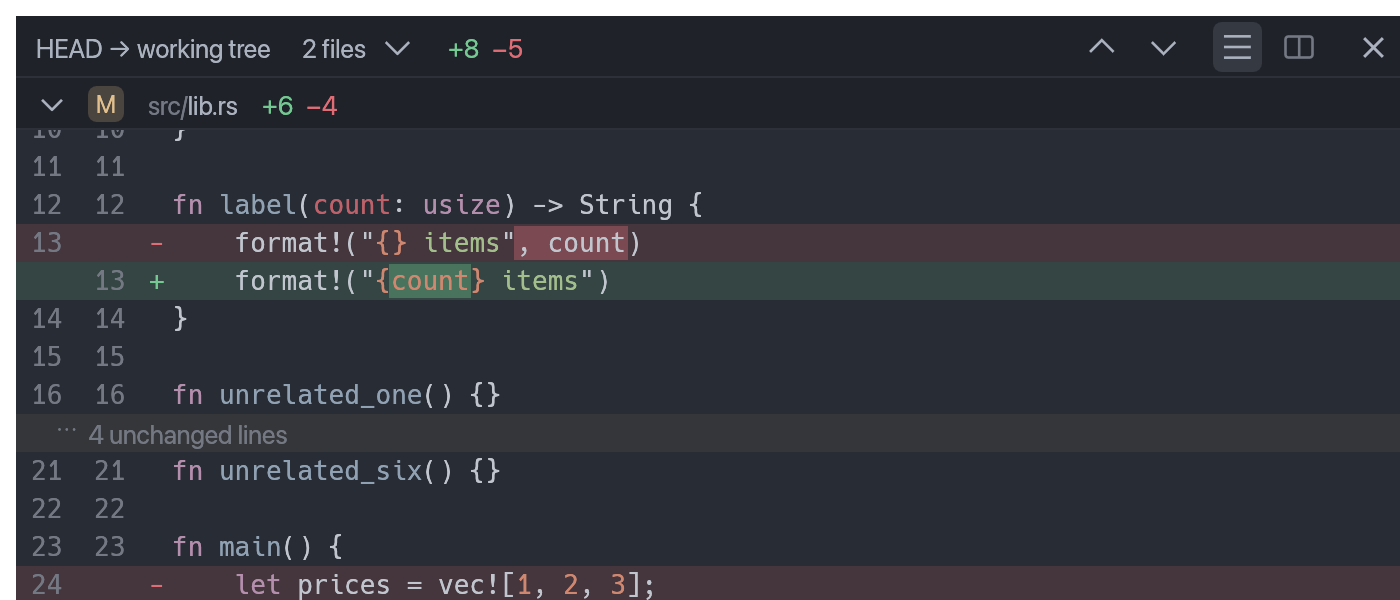 HEAD → working tree 2 files +8 −5
M src/lib.rs +6 −4
10 10 }
11 11
12 12 fn label(count: usize) -> String {
13 - format!("{} items", count)
13 + format!("{count} items")
14 14 }
15 15
16 16 fn unrelated_one() {}
··· 4 unchanged lines
21 21 fn unrelated_six() {}
22 22
23 23 fn main() {
24 - let prices = vec![1, 2, 3];